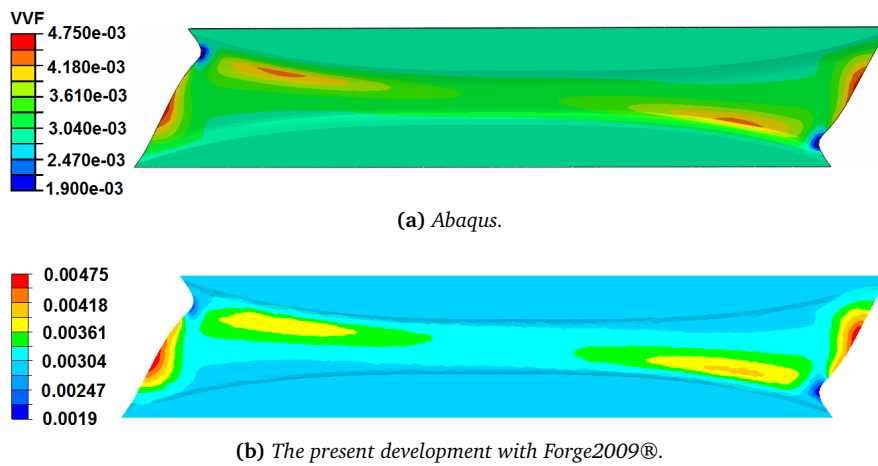 VVF
4.750e-03
4.180e-03
3.610e-03
3.040e-03
2.470e-03
1.900e-03
(a) Abaqus.
0.00475
0.00418
0.00361
0.00304
0.00247
0.0019
(b) The present development with Forge2009®.